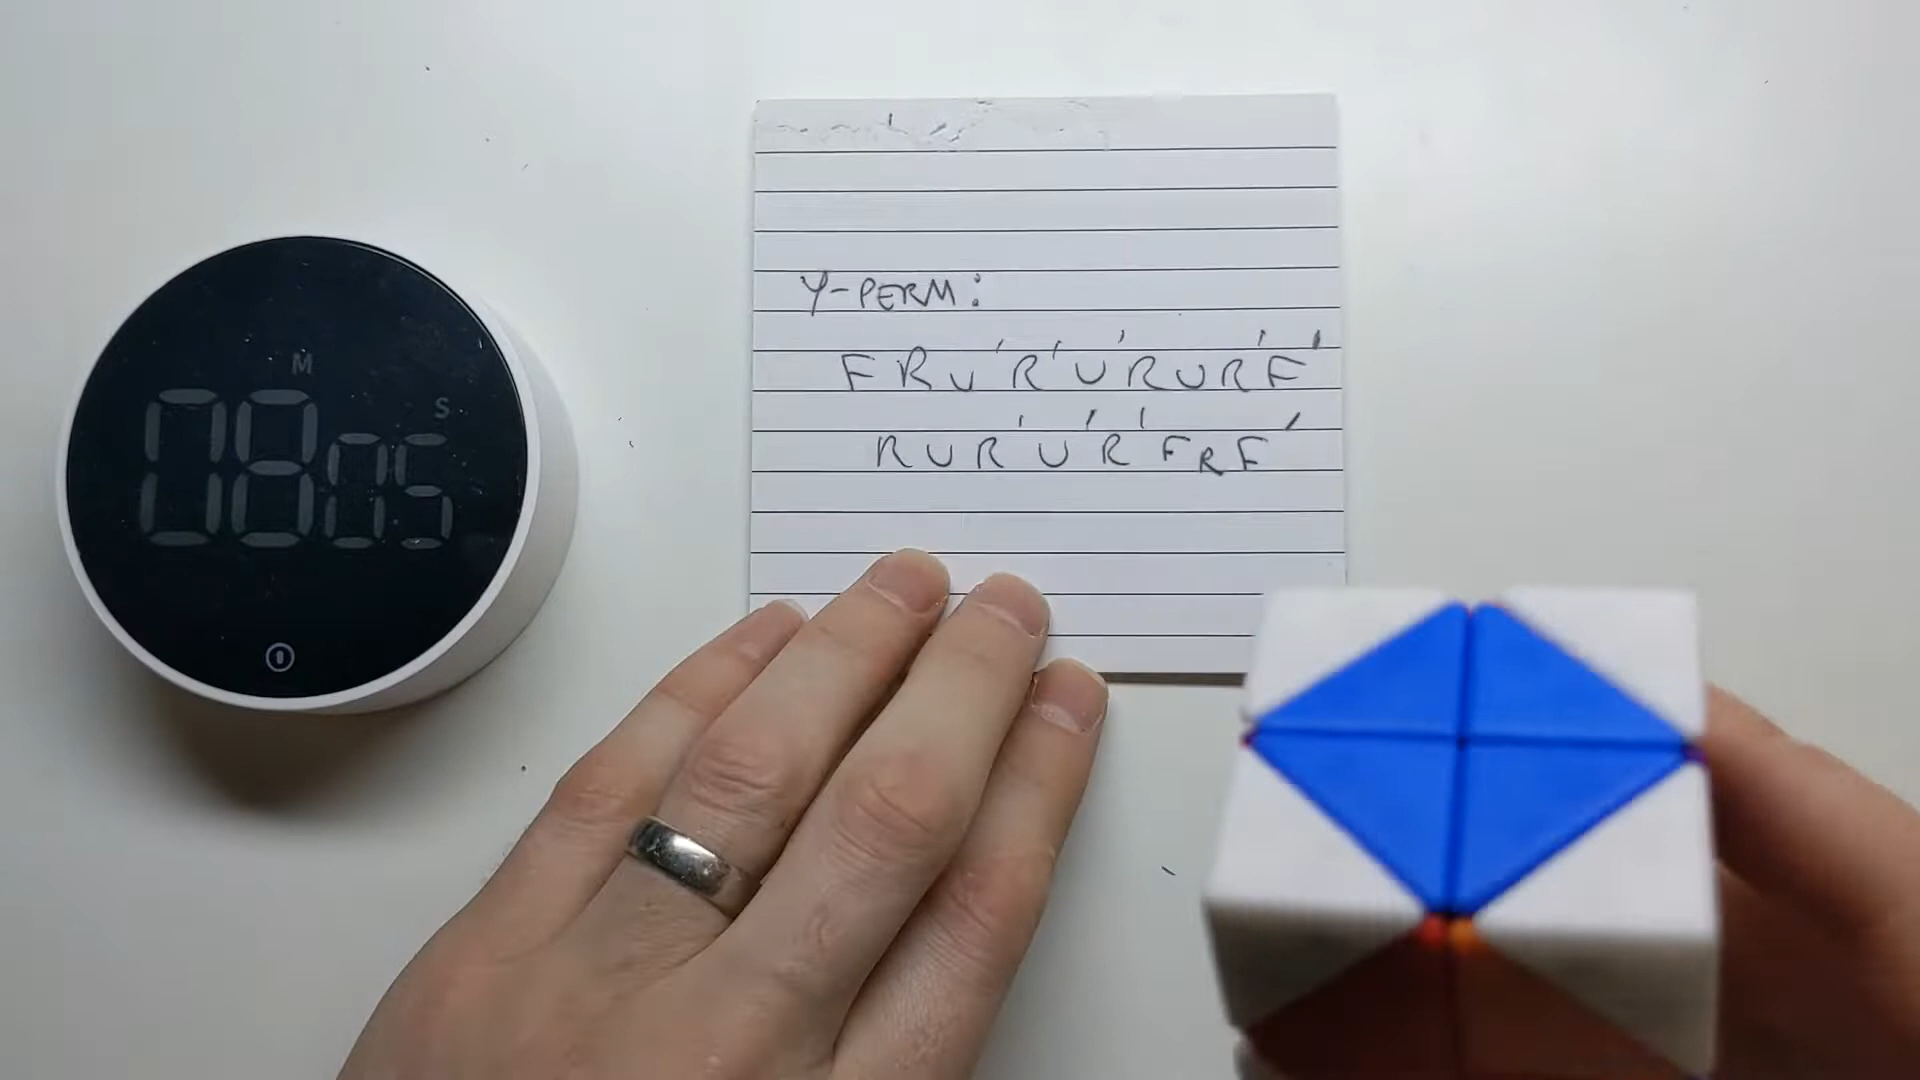 M
S
08 05
Y-PERM:
F R U' R' U' R U R' F'
R U R' U' R' F R F'